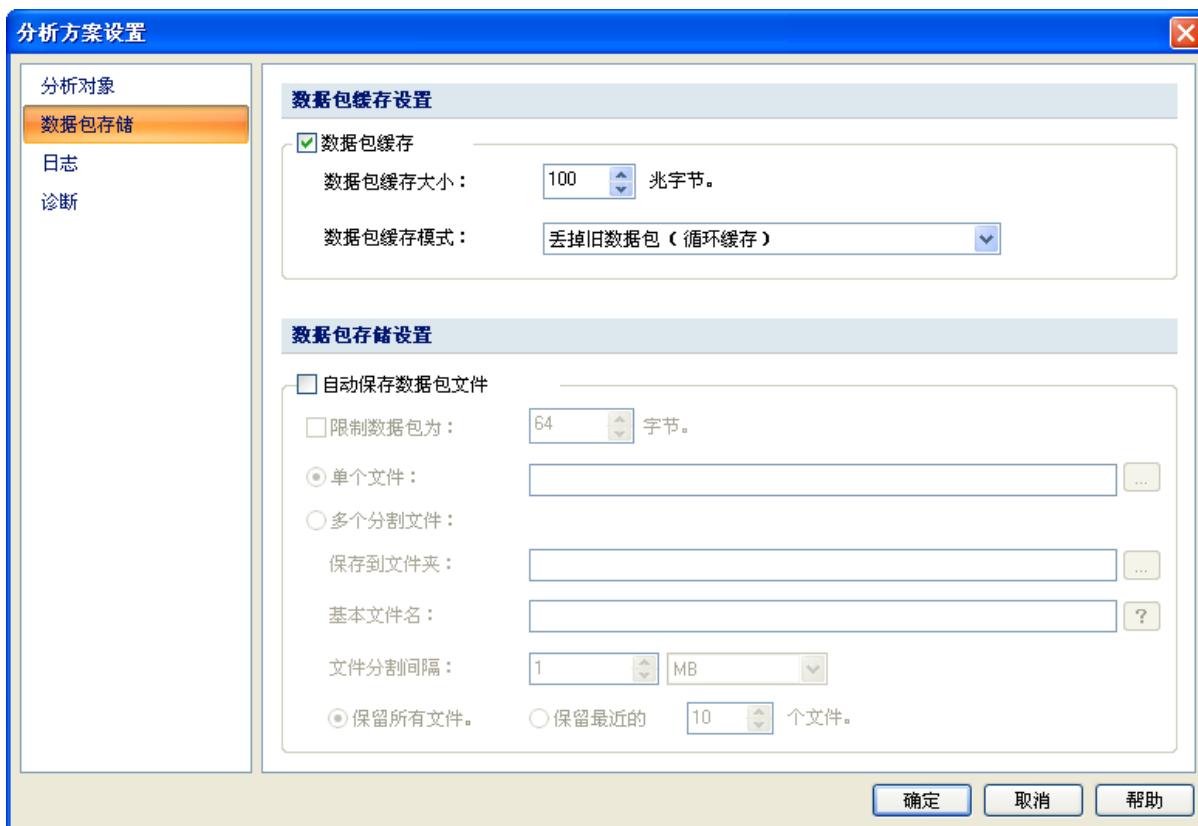 分析方案设置
分析对象
数据包存储
日志
诊断
数据包缓存设置
数据包缓存
数据包缓存大小： 100 兆字节。
数据包缓存模式： 丢掉旧数据包（循环缓存）
数据包存储设置
自动保存数据包文件
限制数据包为： 64 字节。
单个文件： ...
多个分割文件：
保存到文件夹： ...
基本文件名： ?
文件分割间隔： 1 MB
保留所有文件。 保留最近的 10 个文件。
确定 取消 帮助